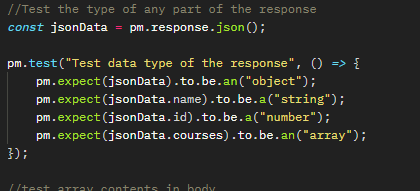 //Test the type of any part of the response
const jsonData = pm.response.json();
pm.test("Test data type of the response", () => {
pm.expect(jsonData).to.be.an("object");
pm.expect(jsonData.name).to.be.a("string");
pm.expect(jsonData.id).to.be.a("number");
pm.expect(jsonData.courses).to.be.an("array");
});
//test array contents in body